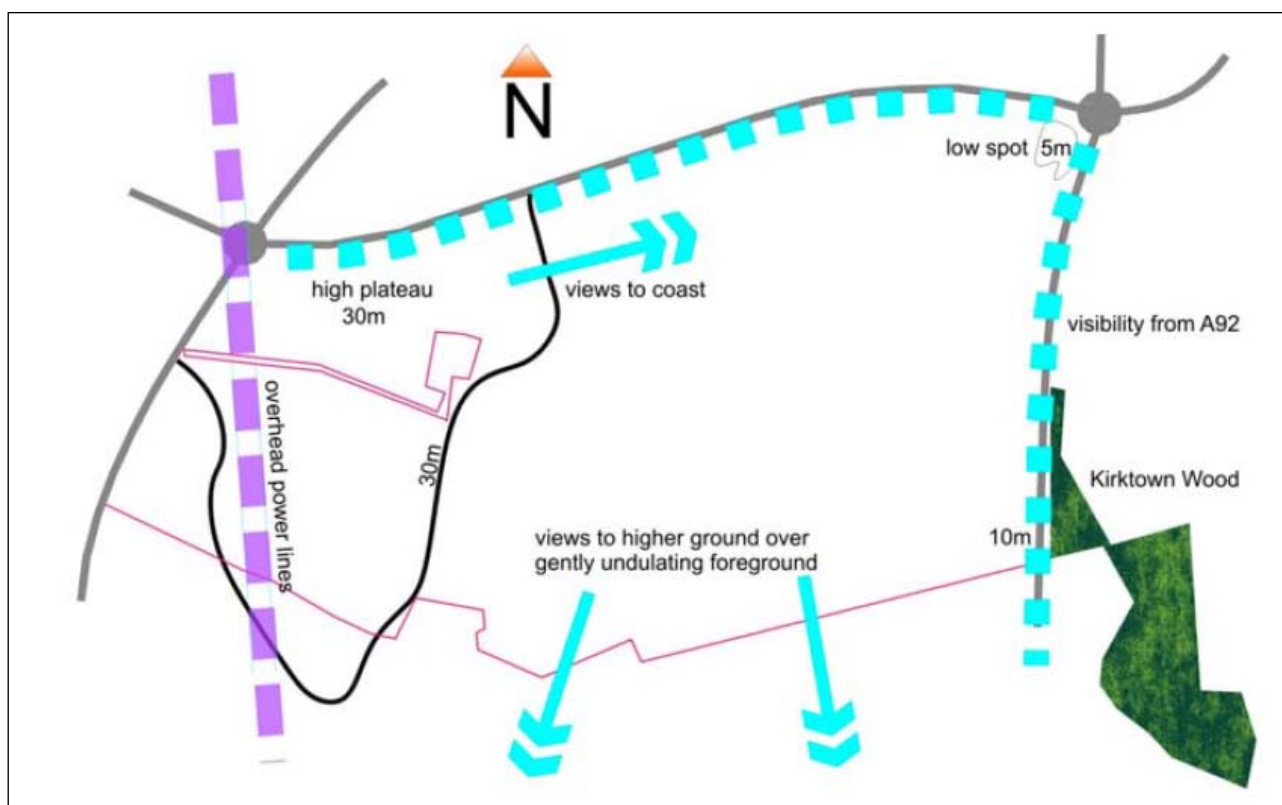 N
low spot
5m
high plateau
30m
views to coast
visibility from A92
overhead power lines
30m
Kirktown Wood
views to higher ground over
gently undulating foreground
10m